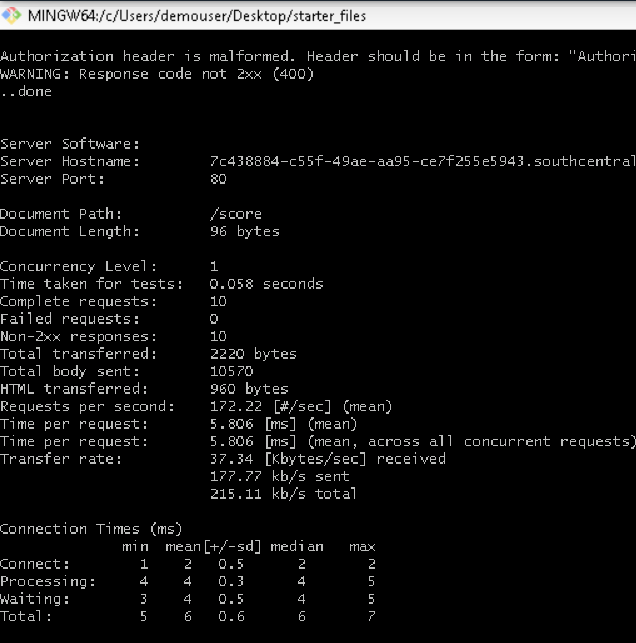 MINGW64:/c/Users/demouser/Desktop/starter_files
Authorization header is malformed. Header should be in the form: "Authori
WARNING: Response code not 2xx (400)
..done
Server Software:
Server Hostname:        7c438884-c55f-49ae-aa95-ce7f255e5943.southcentral
Server Port:            80
Document Path:          /score
Document Length:        96 bytes
Concurrency Level:      1
Time taken for tests:   0.058 seconds
Complete requests:      10
Failed requests:        0
Non-2xx responses:      10
Total transferred:      2220 bytes
Total body sent:        10570
HTML transferred:       960 bytes
Requests per second:    172.22 [#/sec] (mean)
Time per request:       5.806 [ms] (mean)
Time per request:       5.806 [ms] (mean, across all concurrent requests)
Transfer rate:          37.34 [Kbytes/sec] received
                        177.77 kb/s sent
                        215.11 kb/s total
Connection Times (ms)
              min  mean[+/-sd] median   max
Connect:        1    2   0.5      2       2
Processing:     4    4   0.3      4       5
Waiting:        3    4   0.5      4       5
Total:          5    6   0.6      6       7